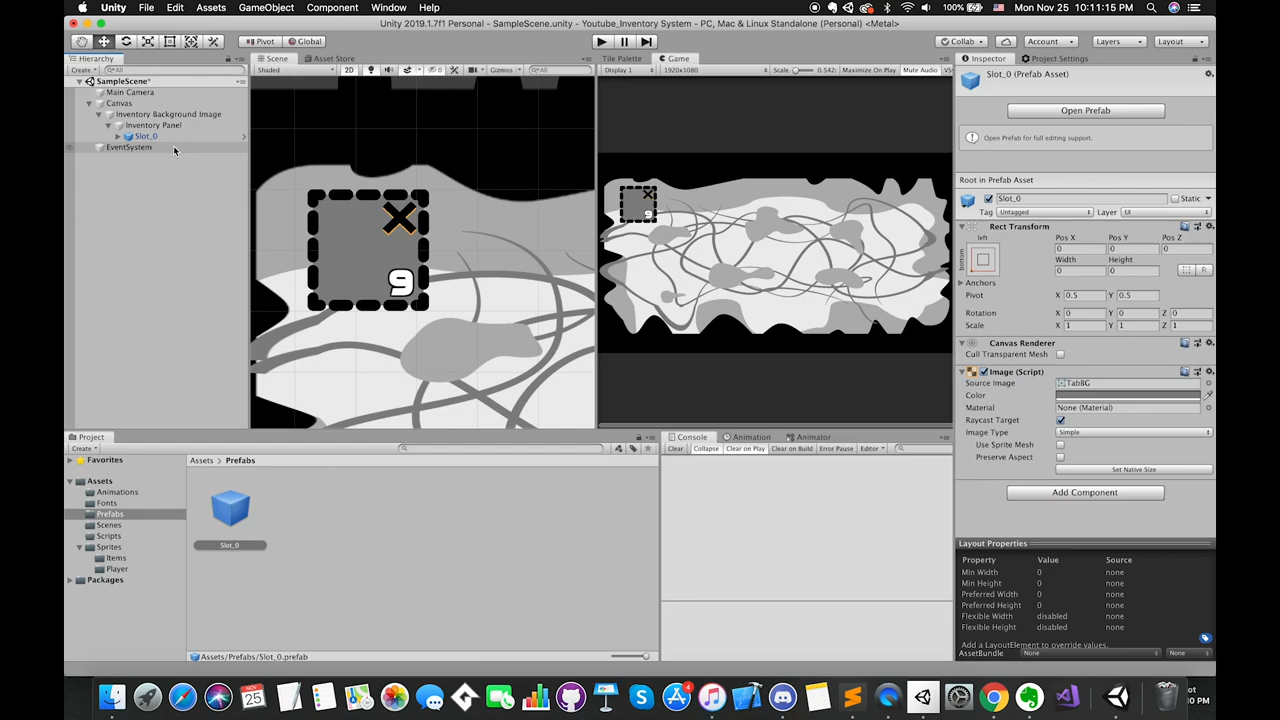 Unity File Edit Assets GameObject Component Window Help 100% Mon Nov 25 10:11:15 PM
Unity 2019.1.7f1 Personal - SampleScene.unity - Youtube_Inventory System - PC, Mac & Linux Standalone (Personal) <Metal>
Pivot Global Collab Account Layers Layout
Hierarchy Scene Asset Store Tile Palette Game Inspector Project Settings
Create All Shaded 2D 0 Gizmos All Display 1 1920x1080 Scale 0.542: Maximize On Play Mute Audio
SampleScene*
Main Camera
Canvas
Inventory Background Image
Inventory Panel
Slot_0
EventSystem
9
9
Slot_0 (Prefab Asset)
Open Prefab
Open Prefab for full editing support.
Root in Prefab Asset
Slot_0 Static
Tag Untagged Layer UI
Rect Transform
left Pos X Pos Y Pos Z
bottom 0 0 0
Width Height
0 0 R
Anchors
Pivot X 0.5 Y 0.5
Rotation X 0 Y 0 Z 0
Scale X 1 Y 1 Z 1
Canvas Renderer
Cull Transparent Mesh
Image (Script)
Source Image TabBG
Color
Material None (Material)
Raycast Target
Image Type Simple
Use Sprite Mesh
Preserve Aspect
Set Native Size
Add Component
Layout Properties
Property Value Source
Min Width 0 none
Min Height 0 none
Preferred Width 0 none
Preferred Height 0 none
Flexible Width disabled none
Flexible Height disabled none
Add a LayoutElement to override values.
AssetBundle None None
Project
Create
Favorites
Assets
Animations
Fonts
Prefabs
Scenes
Scripts
Sprites
Items
Player
Packages
Assets Prefabs
Slot_0
Assets/Prefabs/Slot_0.prefab
Console Animation Animator
Clear Collapse Clear on Play Clear on Build Error Pause Editor
NOV
25
4